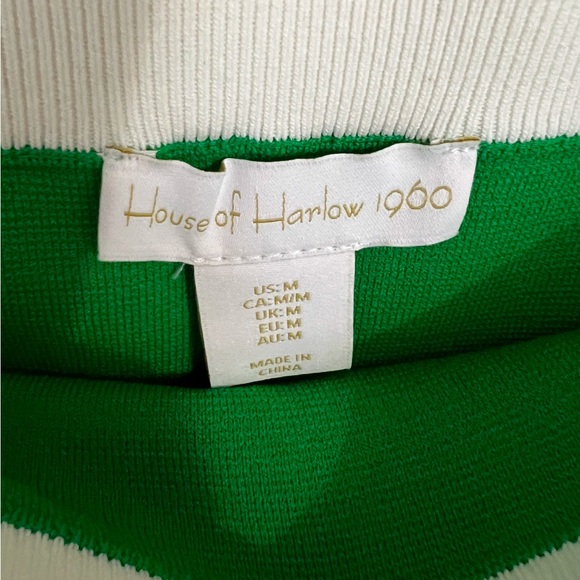 House of Harlow 1960
US: M
CA: M/M
UK: M
EU: M
AU: M
MADE IN
CHINA